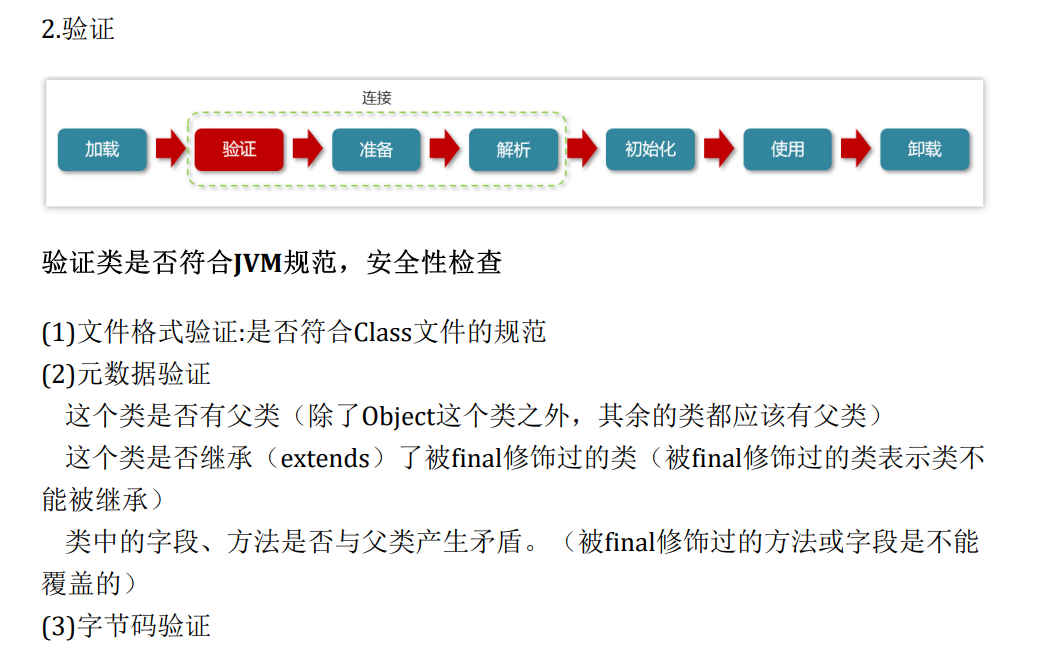 2.验证
连接
加载
验证
准备
解析
初始化
使用
卸载
验证类是否符合JVM规范，安全性检查
(1)文件格式验证:是否符合Class文件的规范
(2)元数据验证
这个类是否有父类（除了Object这个类之外，其余的类都应该有父类）
这个类是否继承（extends）了被final修饰过的类（被final修饰过的类表示类不
能被继承）
类中的字段、方法是否与父类产生矛盾。（被final修饰过的方法或字段是不能
覆盖的）
(3)字节码验证